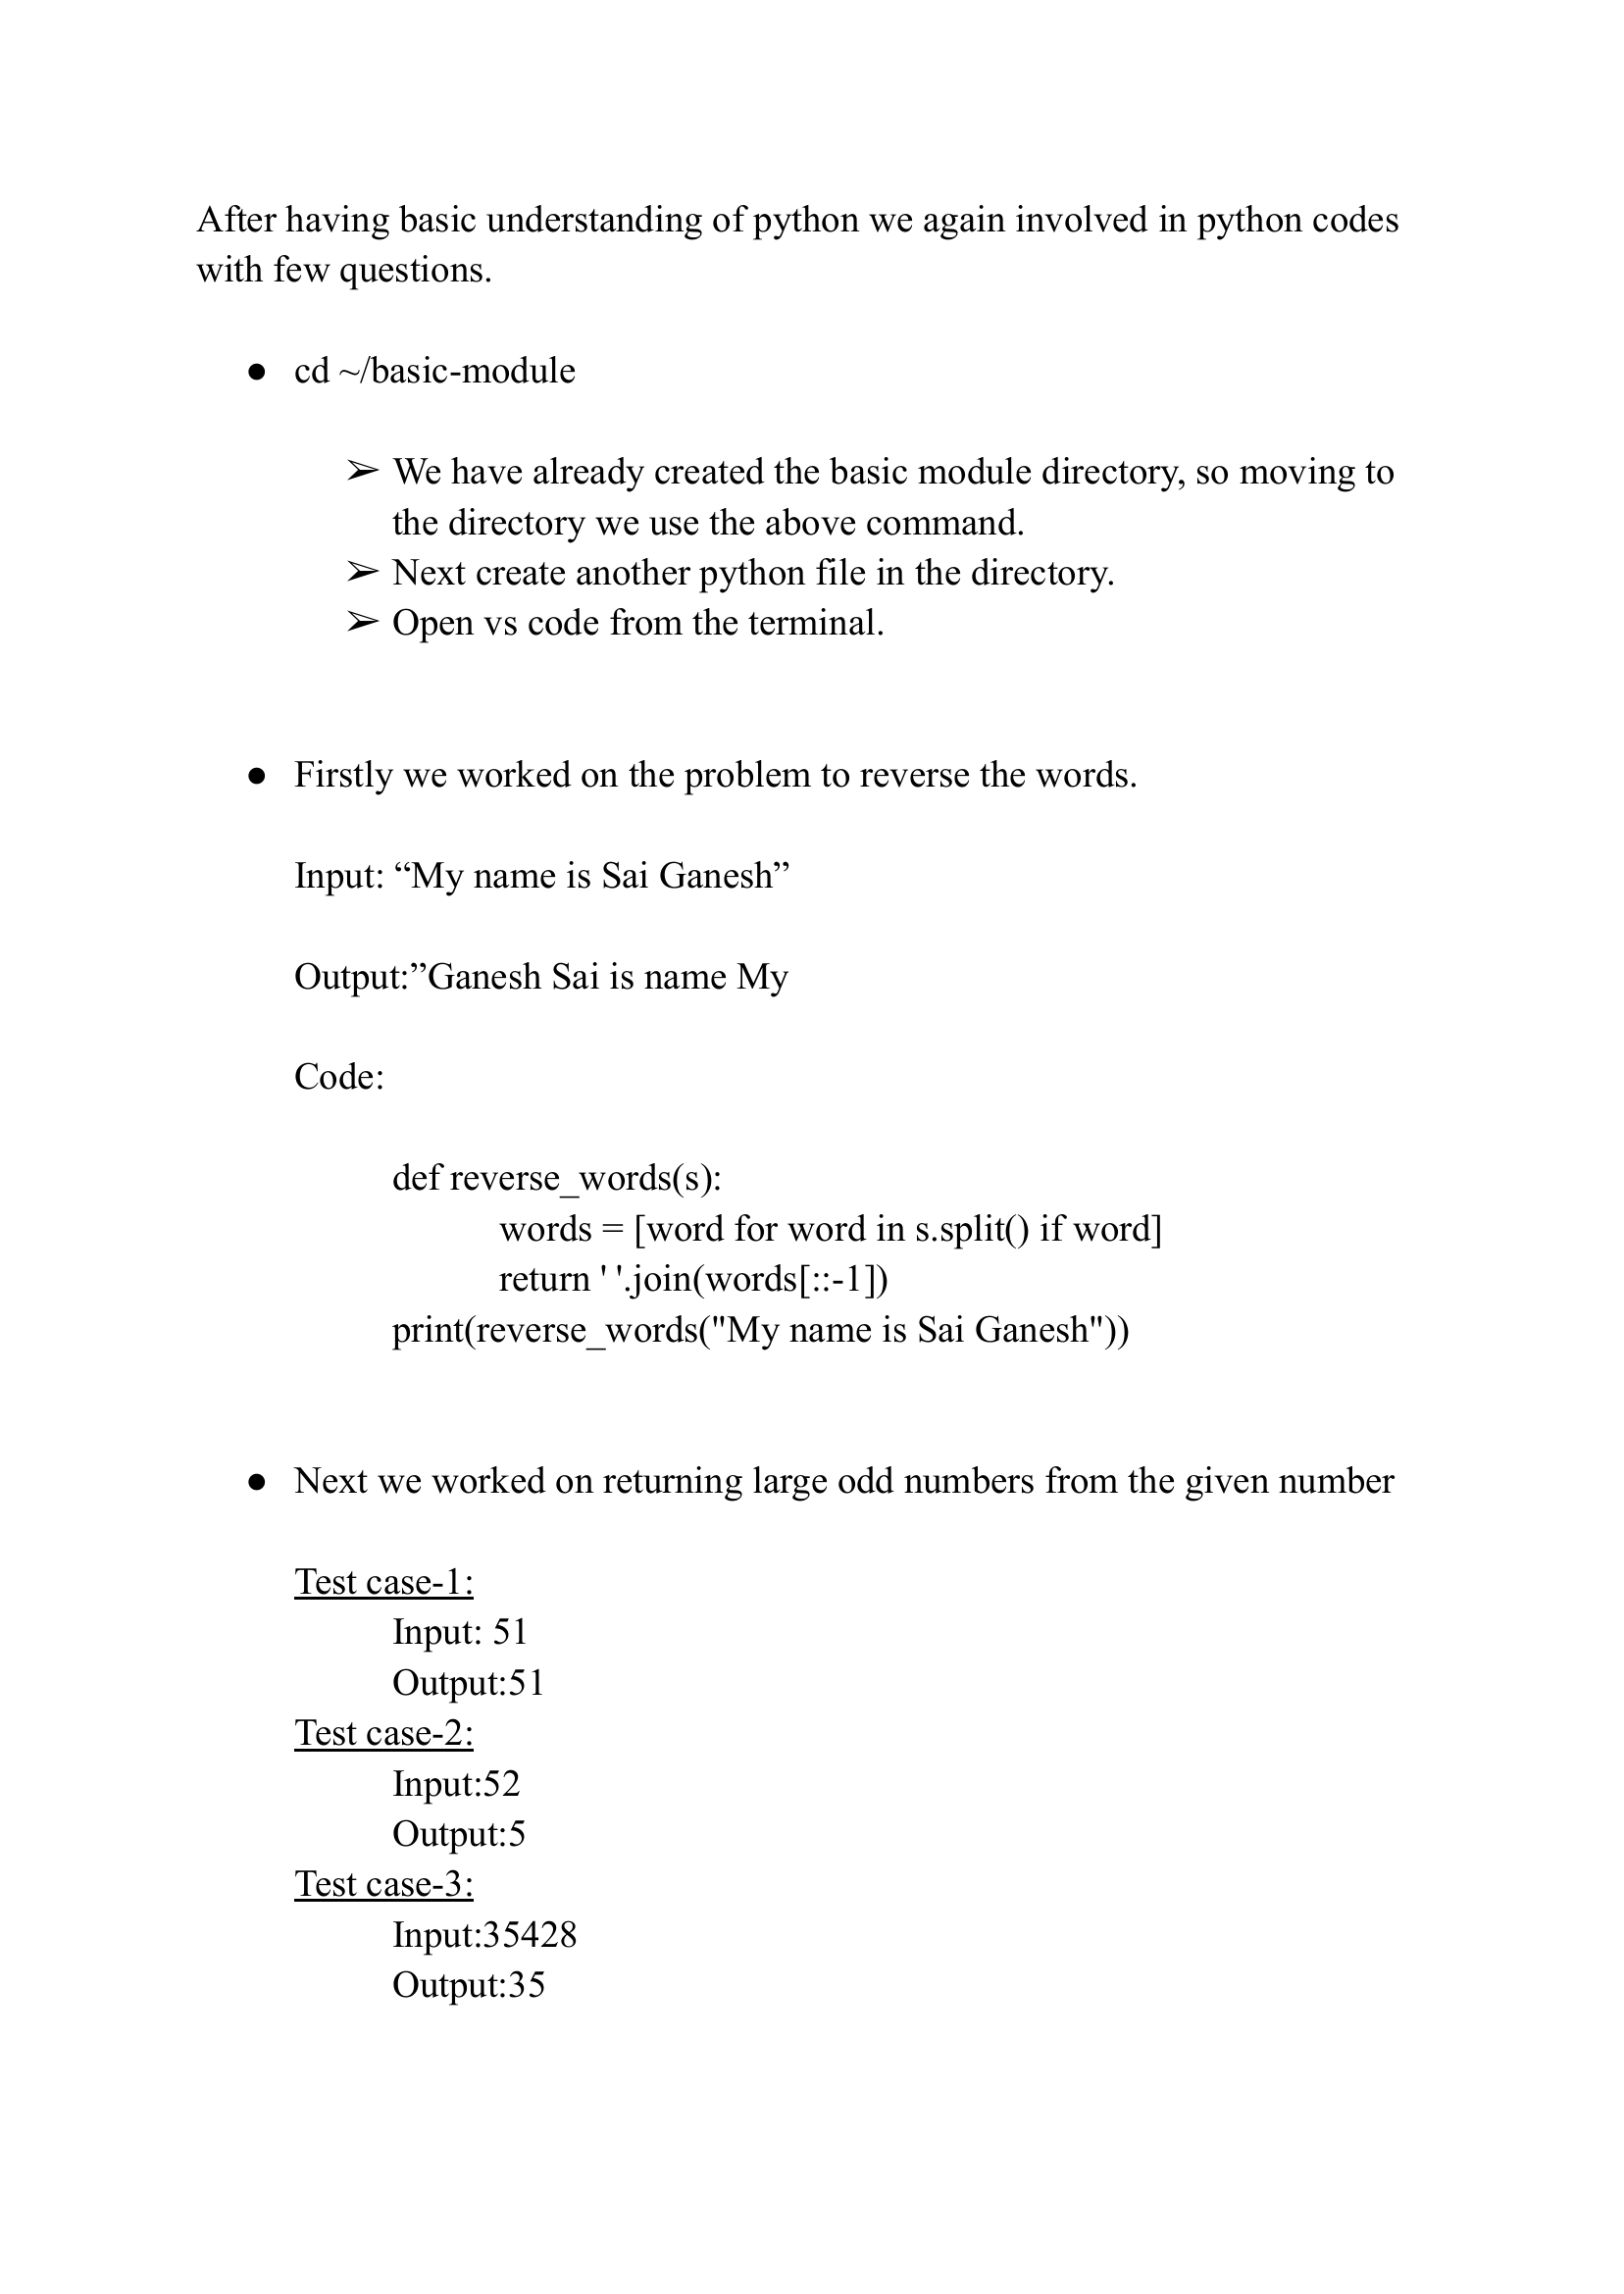 After having basic understanding of python we again involved in python codes
with few questions.
● cd ~/basic-module
➢ We have already created the basic module directory, so moving to
the directory we use the above command.
➢ Next create another python file in the directory.
➢ Open vs code from the terminal.
● Firstly we worked on the problem to reverse the words.
Input: “My name is Sai Ganesh”
Output:”Ganesh Sai is name My
Code:
def reverse_words(s):
words = [word for word in s.split() if word]
return ' '.join(words[::-1])
print(reverse_words("My name is Sai Ganesh"))
● Next we worked on returning large odd numbers from the given number
Test case-1:
Input: 51
Output:51
Test case-2:
Input:52
Output:5
Test case-3:
Input:35428
Output:35